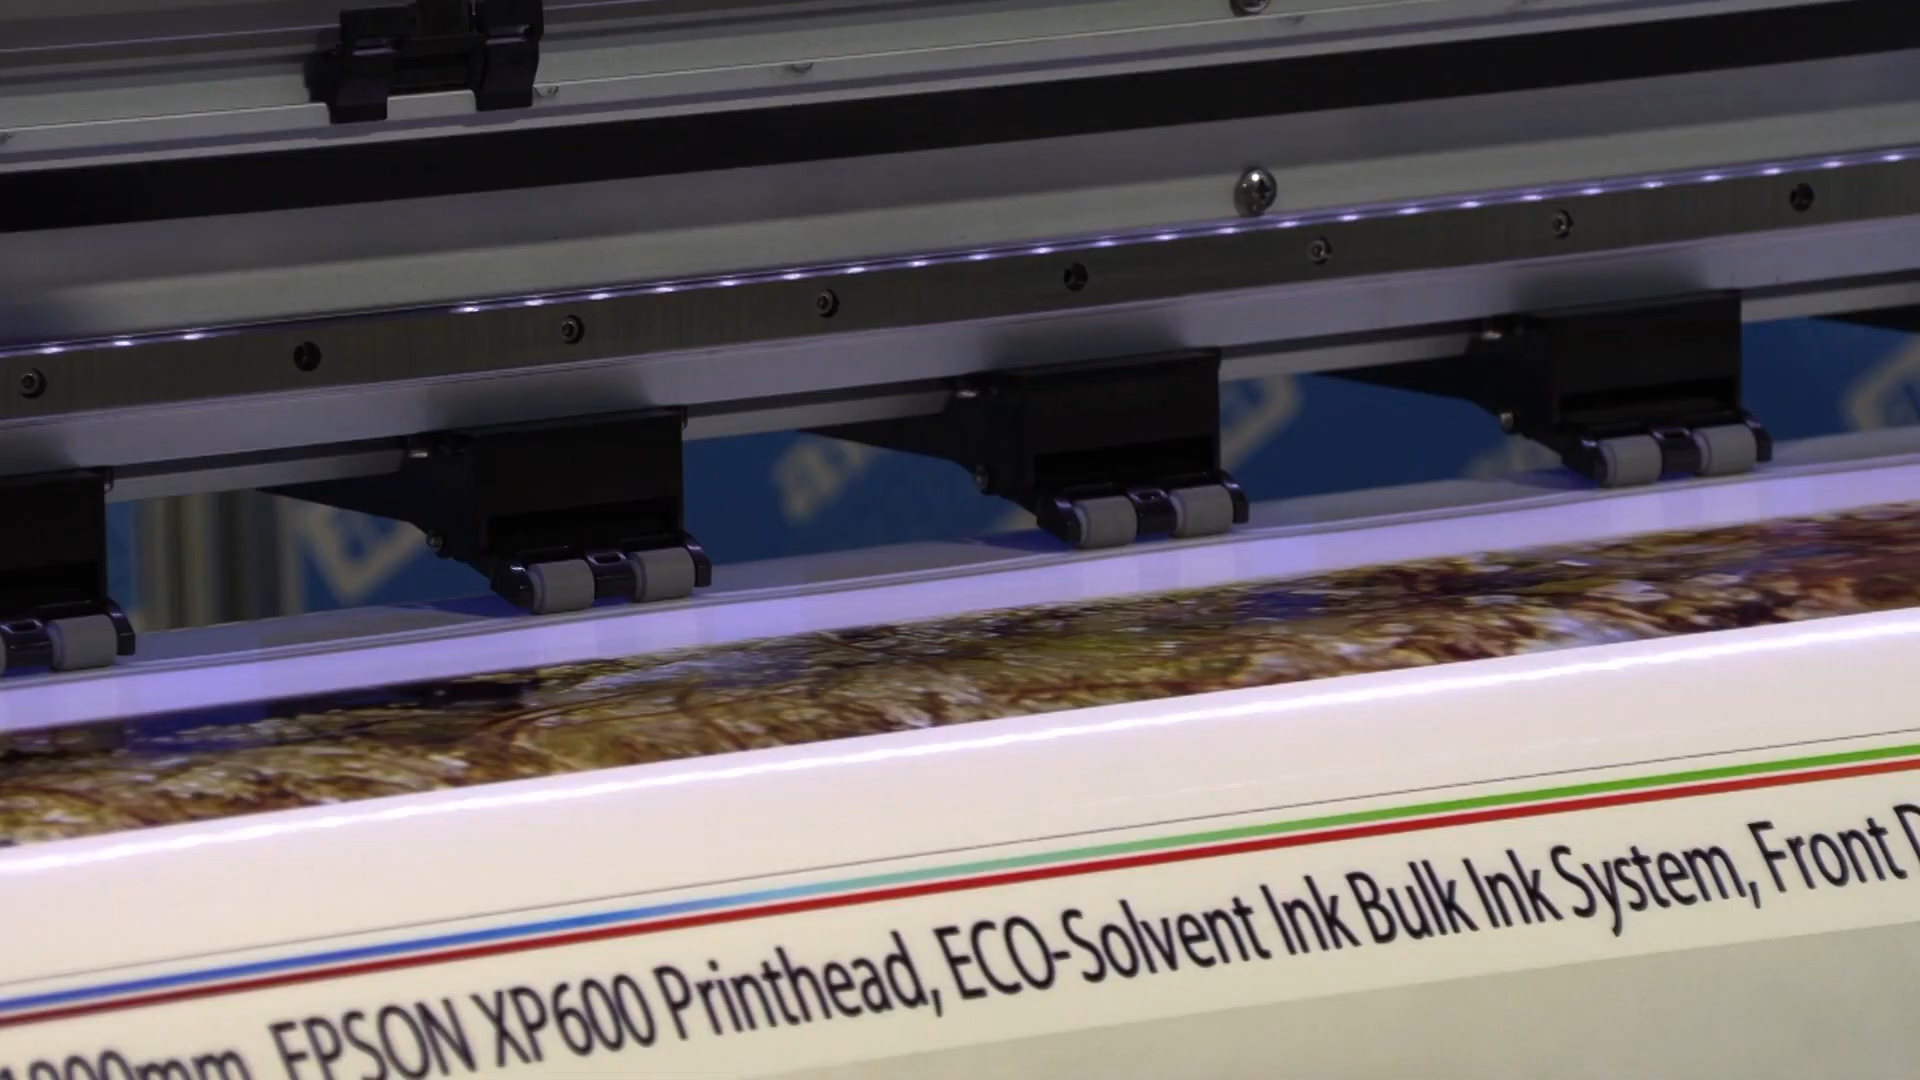 EPSON XP600 Printhead, ECO-Solvent Ink Bulk Ink System, Front